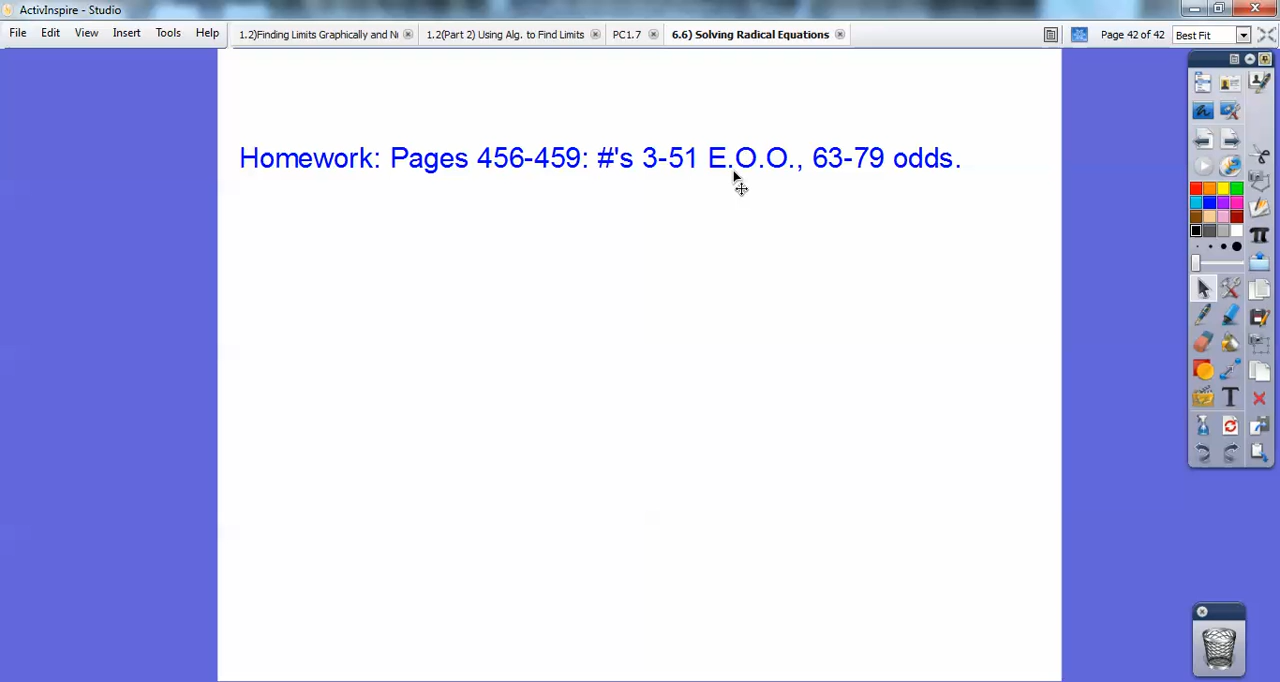 ActivInspire - Studio
File Edit View Insert Tools Help
1.2)Finding Limits Graphically and N
1.2)(Part 2) Using Alg. to Find Limits
PC1.7
6.6) Solving Radical Equations
Page 42 of 42
Best Fit
Homework: Pages 456-459: #'s 3-51 E.O.O., 63-79 odds.